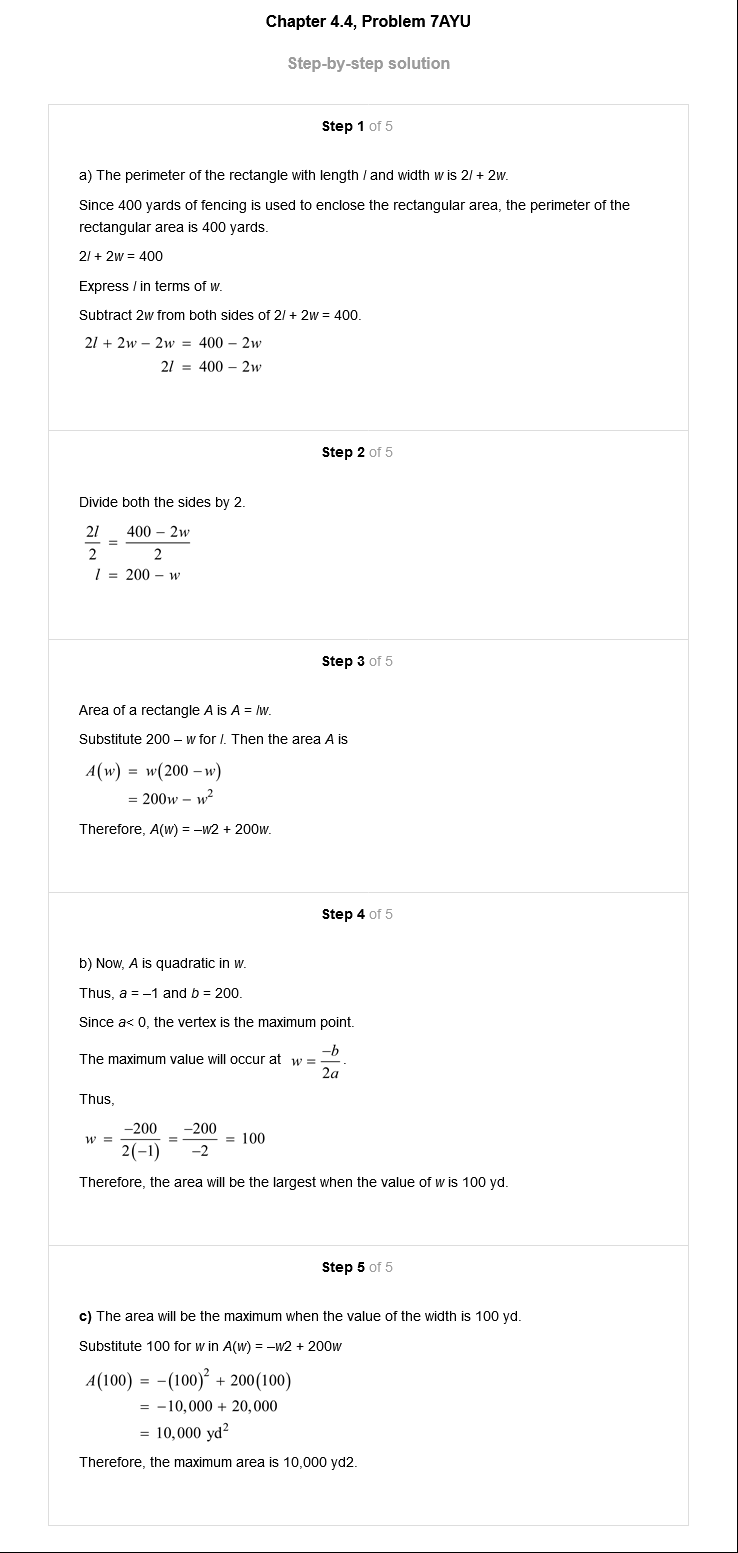 Chapter 4.4, Problem 7AYU
Step-by-step solution
Step 1 of 5
a) The perimeter of the rectangle with length l and width w is 2l + 2w.
Since 400 yards of fencing is used to enclose the rectangular area, the perimeter of the
rectangular area is 400 yards.
2l + 2w = 400
Express l in terms of w.
Subtract 2w from both sides of 2l + 2w = 400.
2l + 2w − 2w = 400 − 2w
2l = 400 − 2w
Step 2 of 5
Divide both the sides by 2.
2l/2 = (400 − 2w)/2
l = 200 − w
Step 3 of 5
Area of a rectangle A is A = lw.
Substitute 200 – w for l. Then the area A is
A(w) = w(200 − w)
= 200w − w²
Therefore, A(w) = –w2 + 200w.
Step 4 of 5
b) Now, A is quadratic in w.
Thus, a = –1 and b = 200.
Since a< 0, the vertex is the maximum point.
The maximum value will occur at w = −b/2a.
Thus,
w = −200/2(−1) = −200/−2 = 100
Therefore, the area will be the largest when the value of w is 100 yd.
Step 5 of 5
c) The area will be the maximum when the value of the width is 100 yd.
Substitute 100 for w in A(w) = –w2 + 200w
A(100) = −(100)² + 200(100)
= −10,000 + 20,000
= 10,000 yd²
Therefore, the maximum area is 10,000 yd2.